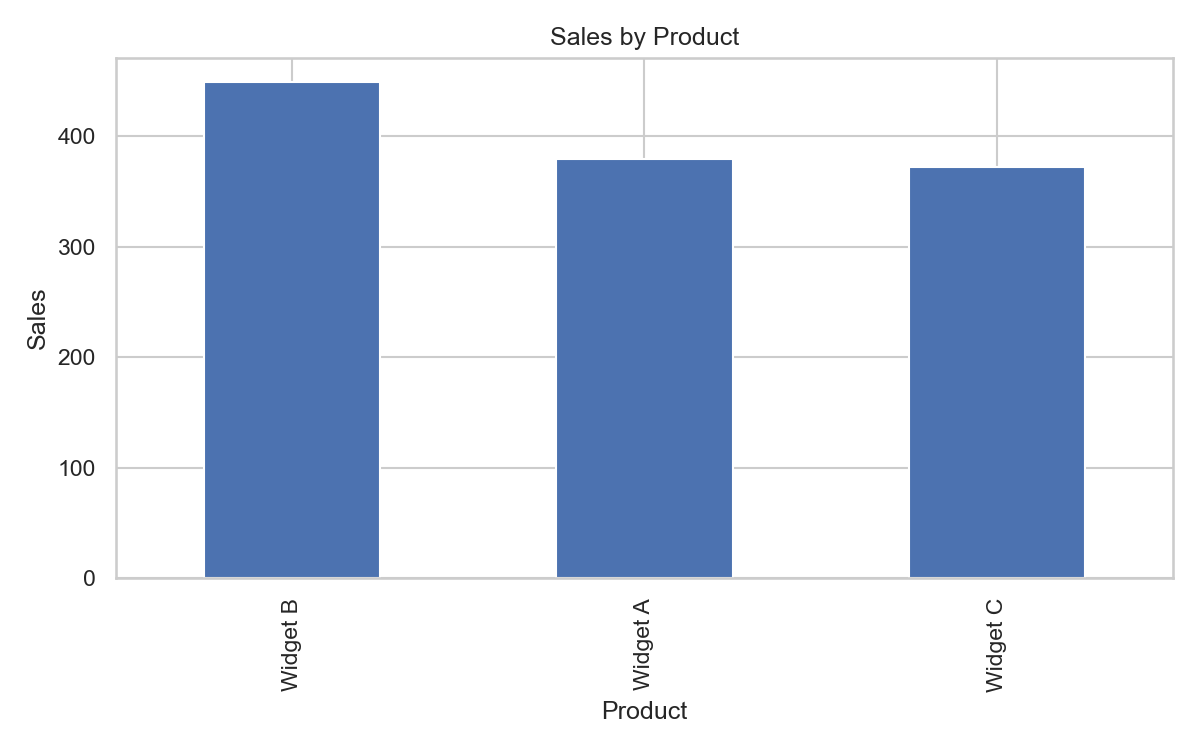 Sales by Product
400
300
200
100
0
Sales
Widget B
Widget A
Widget C
Product